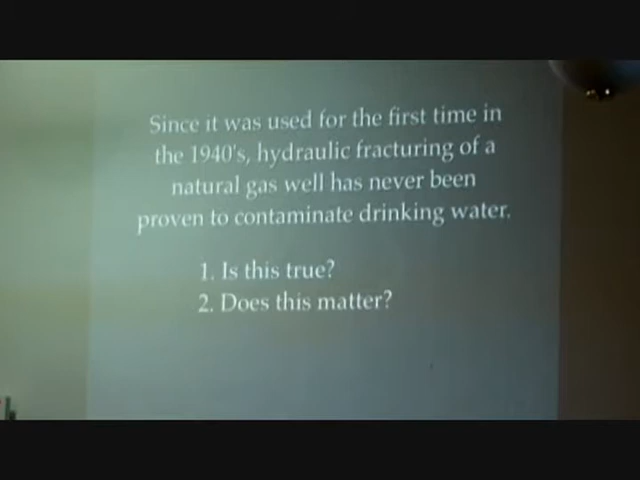 Since it was used for the first time in
the 1940's, hydraulic fracturing of a
natural gas well has never been
proven to contaminate drinking water.
1. Is this true?
2. Does this matter?